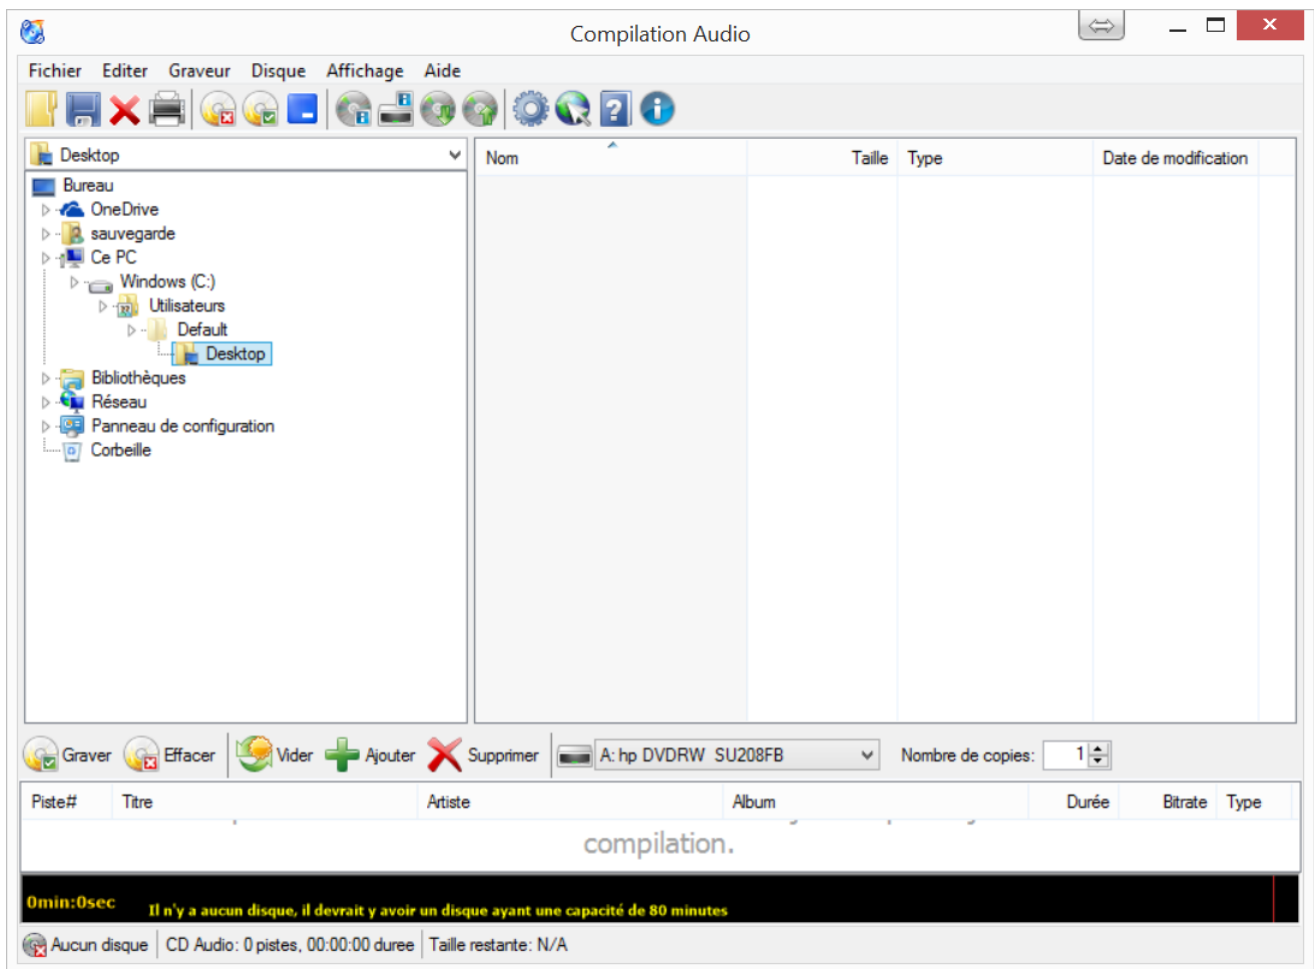 Compilation Audio
Fichier Editer Graveur Disque Affichage Aide
Desktop
Nom Taille Type Date de modification
Bureau
OneDrive
sauvegarde
Ce PC
Windows (C:)
Utilisateurs
Default
Desktop
Bibliothèques
Réseau
Panneau de configuration
Corbeille
Graver Effacer Vider Ajouter Supprimer A: hp DVDRW SU208FB Nombre de copies: 1
Piste# Titre Artiste Album Durée Bitrate Type
compilation.
0min:0sec Il n'y a aucun disque, il devrait y avoir un disque ayant une capacité de 80 minutes
Aucun disque CD Audio: 0 pistes, 00:00:00 duree Taille restante: N/A